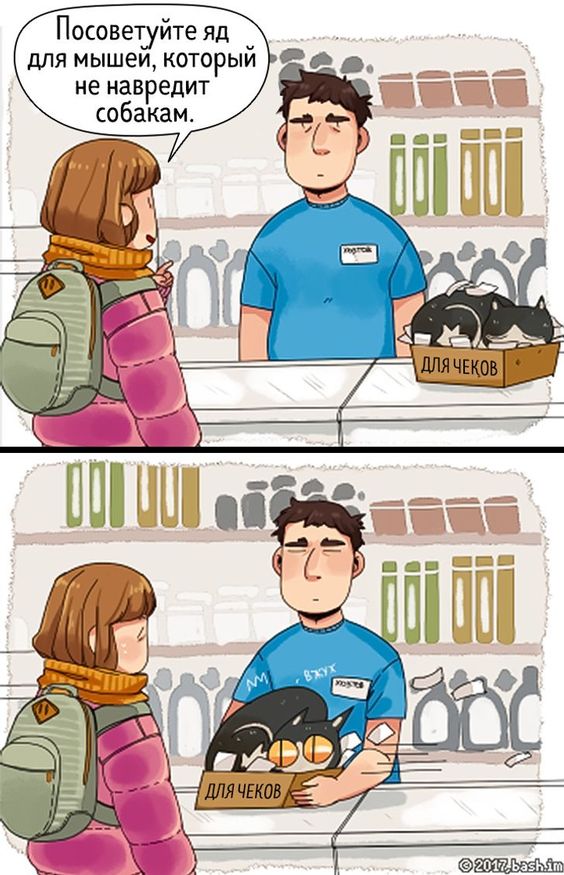 Посоветуйте яд
для мышей, который
не навредит
собакам.
ДЛЯ ЧЕКОВ
ВЖУХ
ДЛЯ ЧЕКОВ
© 2017, bash.im